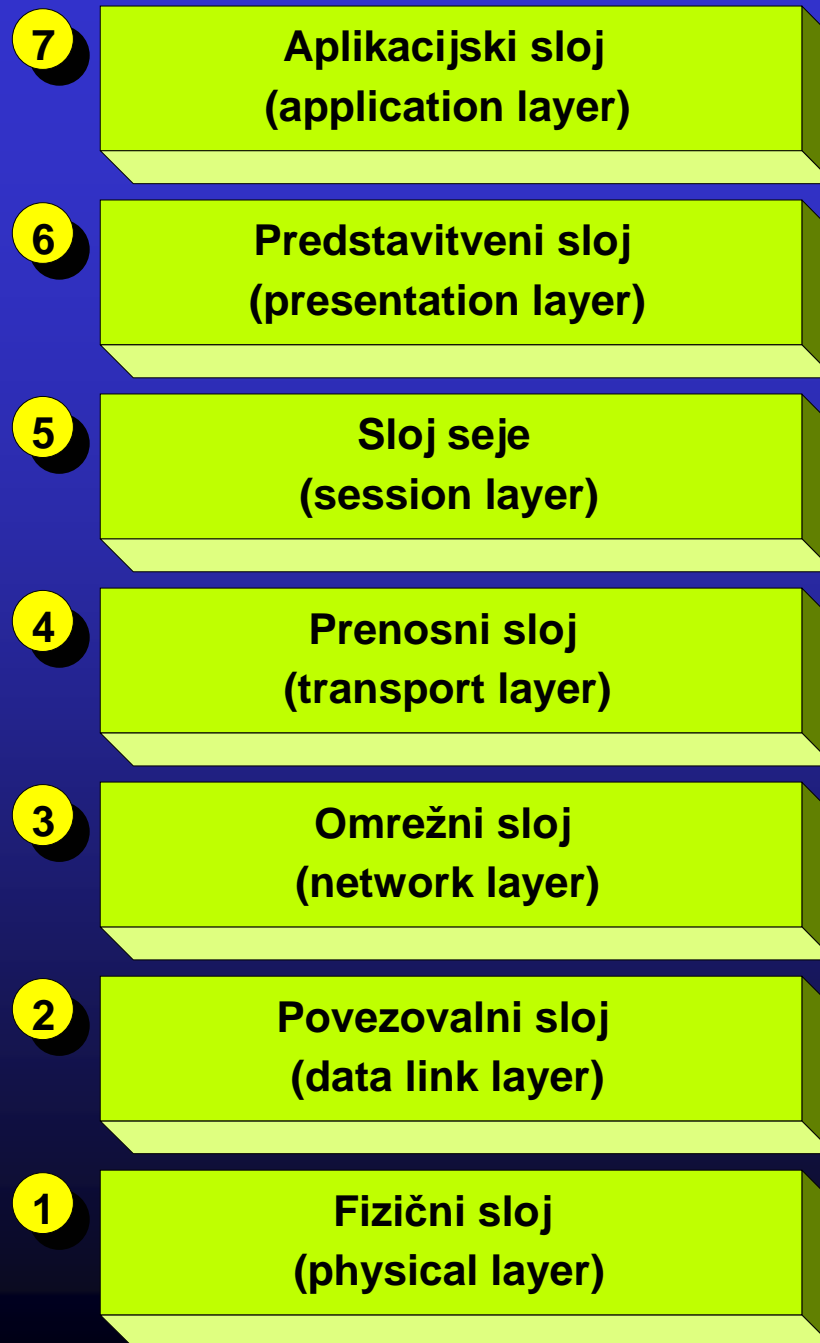 7
Aplikacijski sloj
(application layer)
6
Predstavitveni sloj
(presentation layer)
5
Sloj seje
(session layer)
4
Prenosni sloj
(transport layer)
3
Omrežni sloj
(network layer)
2
Povezovalni sloj
(data link layer)
1
Fizični sloj
(physical layer)